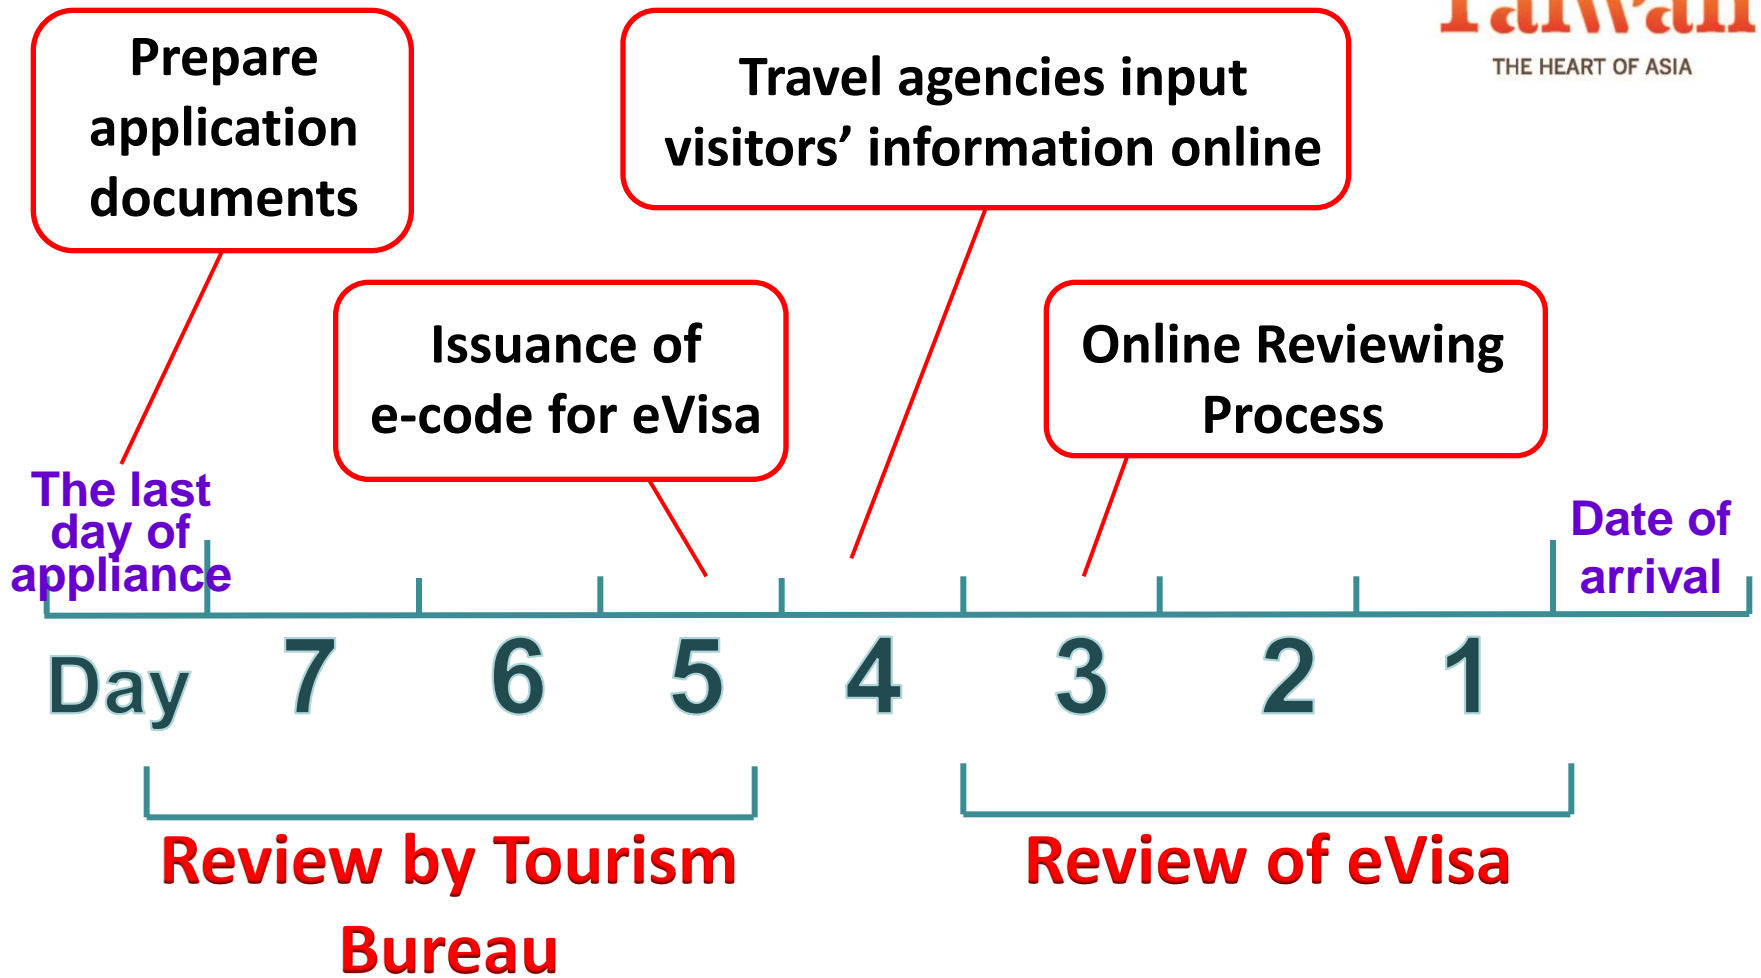 Taiwan
THE HEART OF ASIA
Prepare
application
documents
Travel agencies input
visitors’ information online
Issuance of
e-code for eVisa
Online Reviewing
Process
The last
day of
appliance
Date of
arrival
Day 7 6 5 4 3 2 1
Review by Tourism
Bureau
Review of eVisa